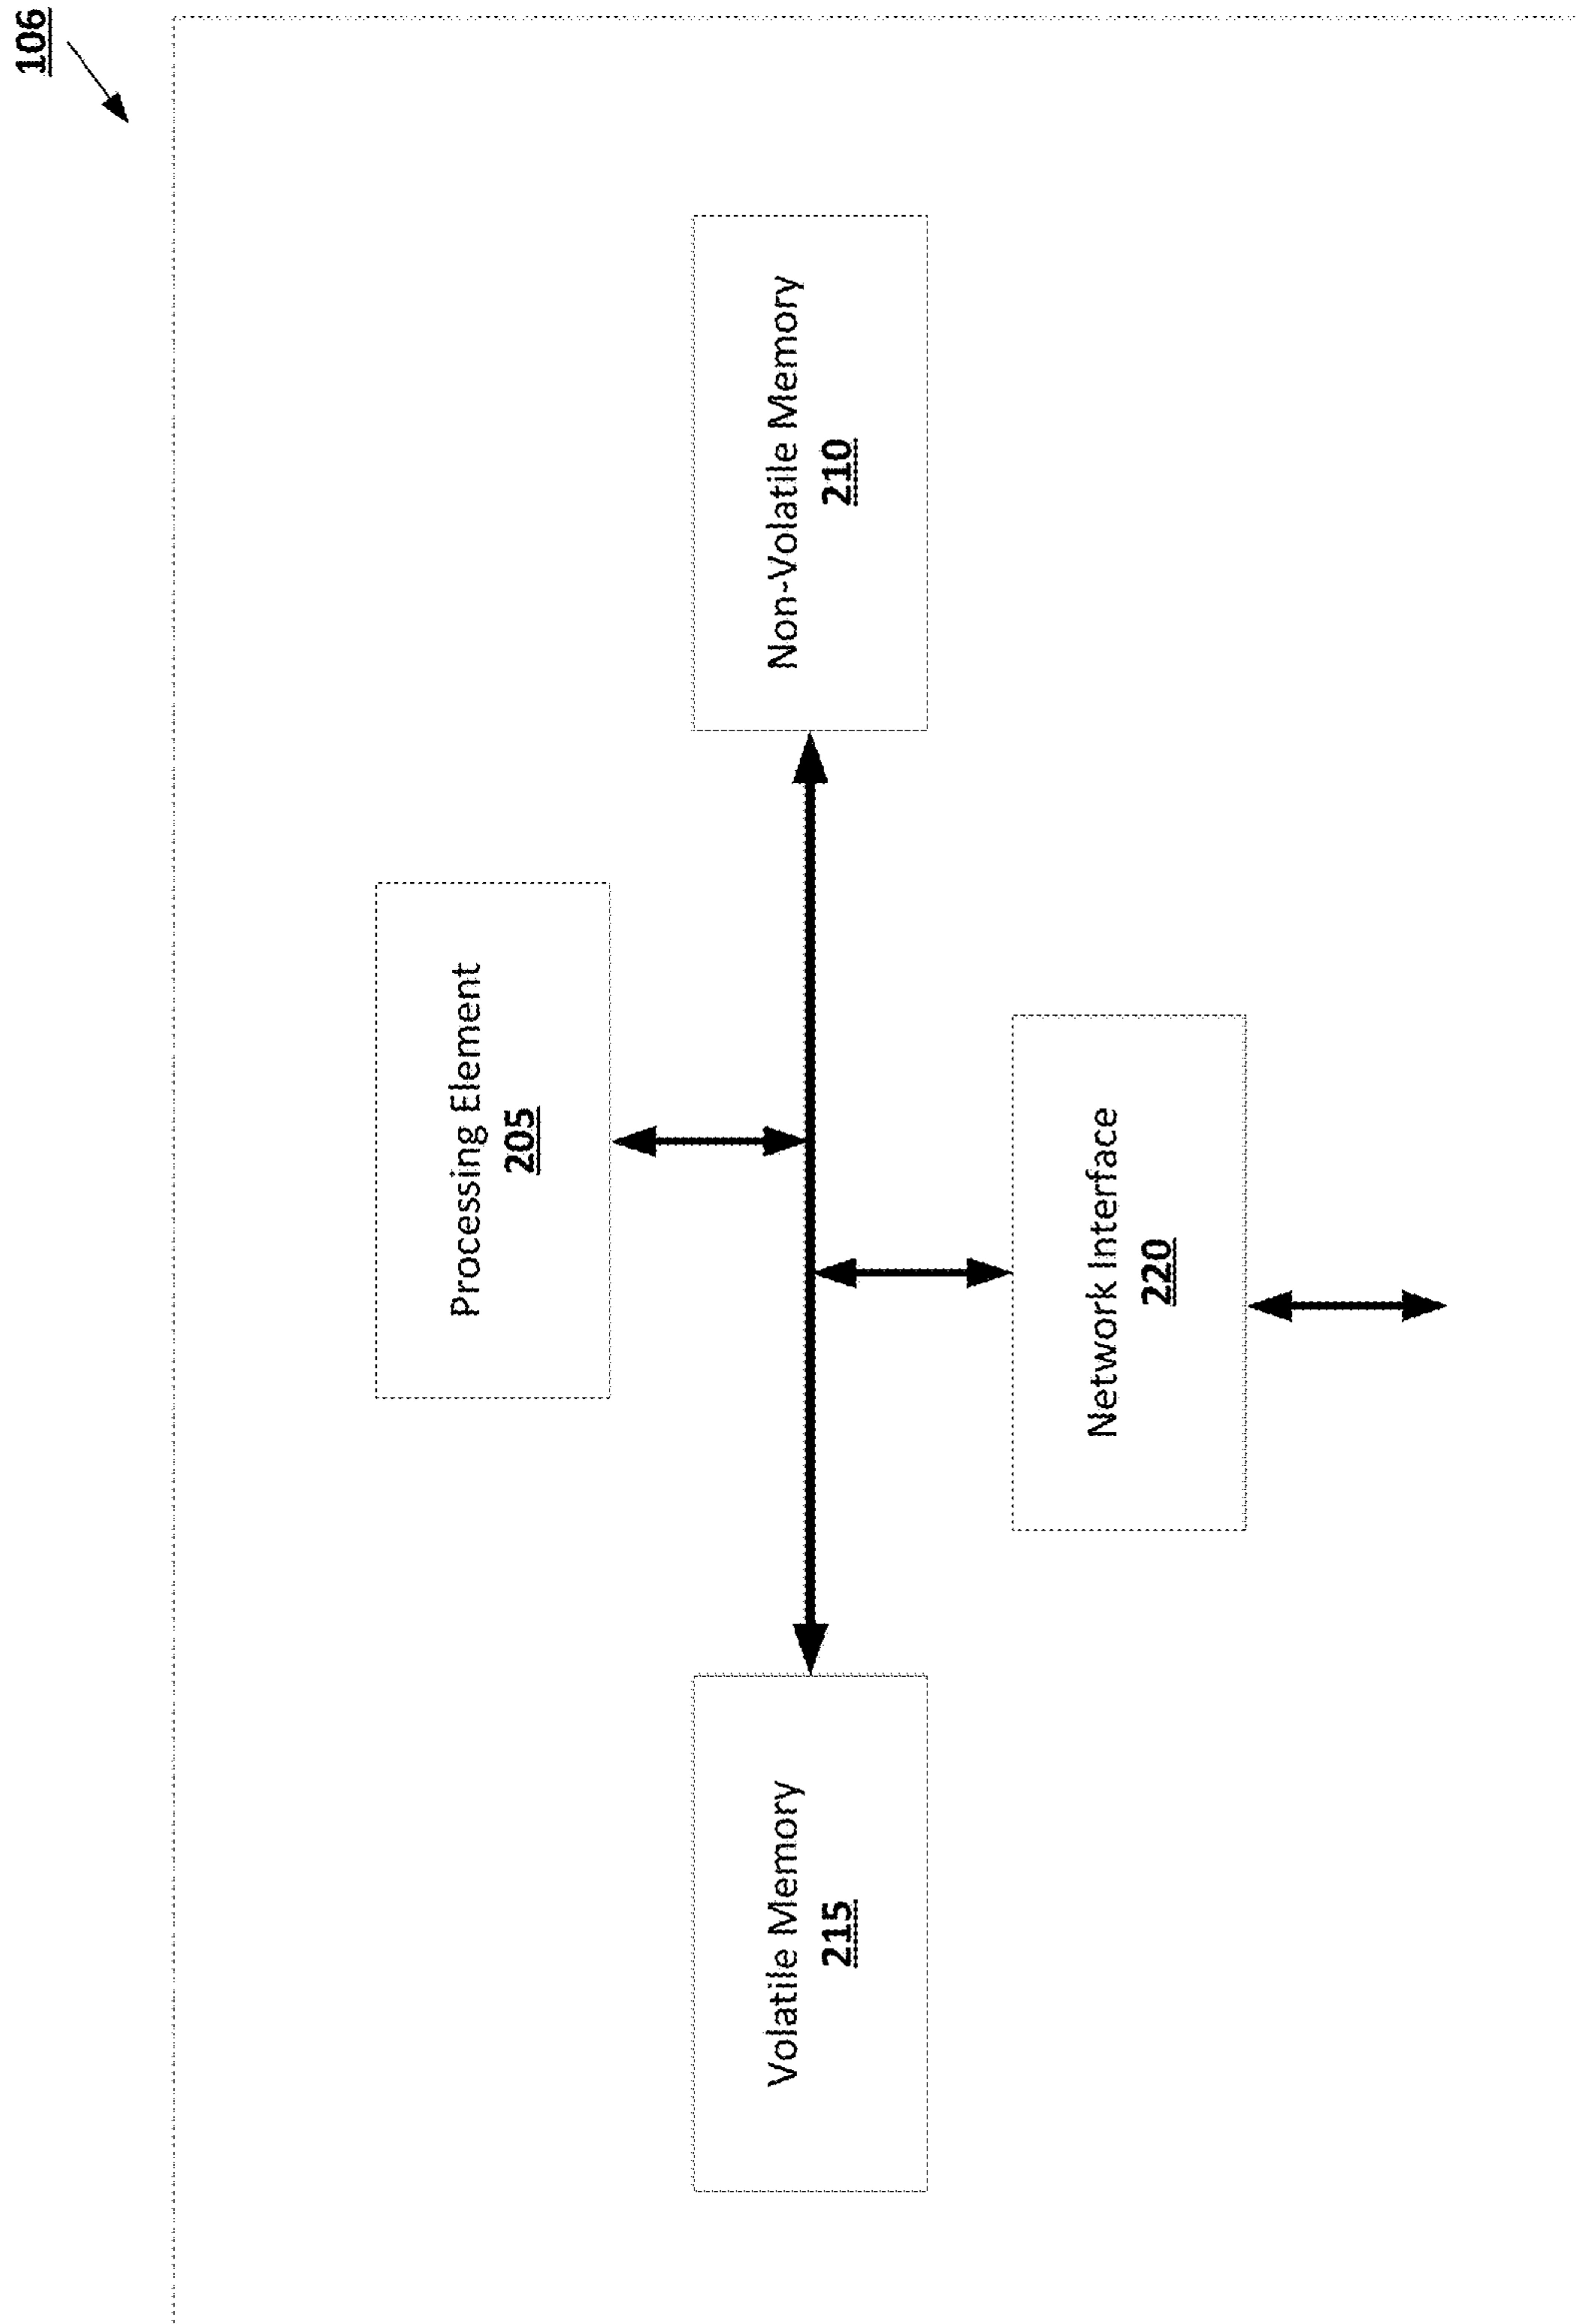 106
Processing Element
205
Volatile Memory
215
Non-Volatile Memory
210
Network Interface
220